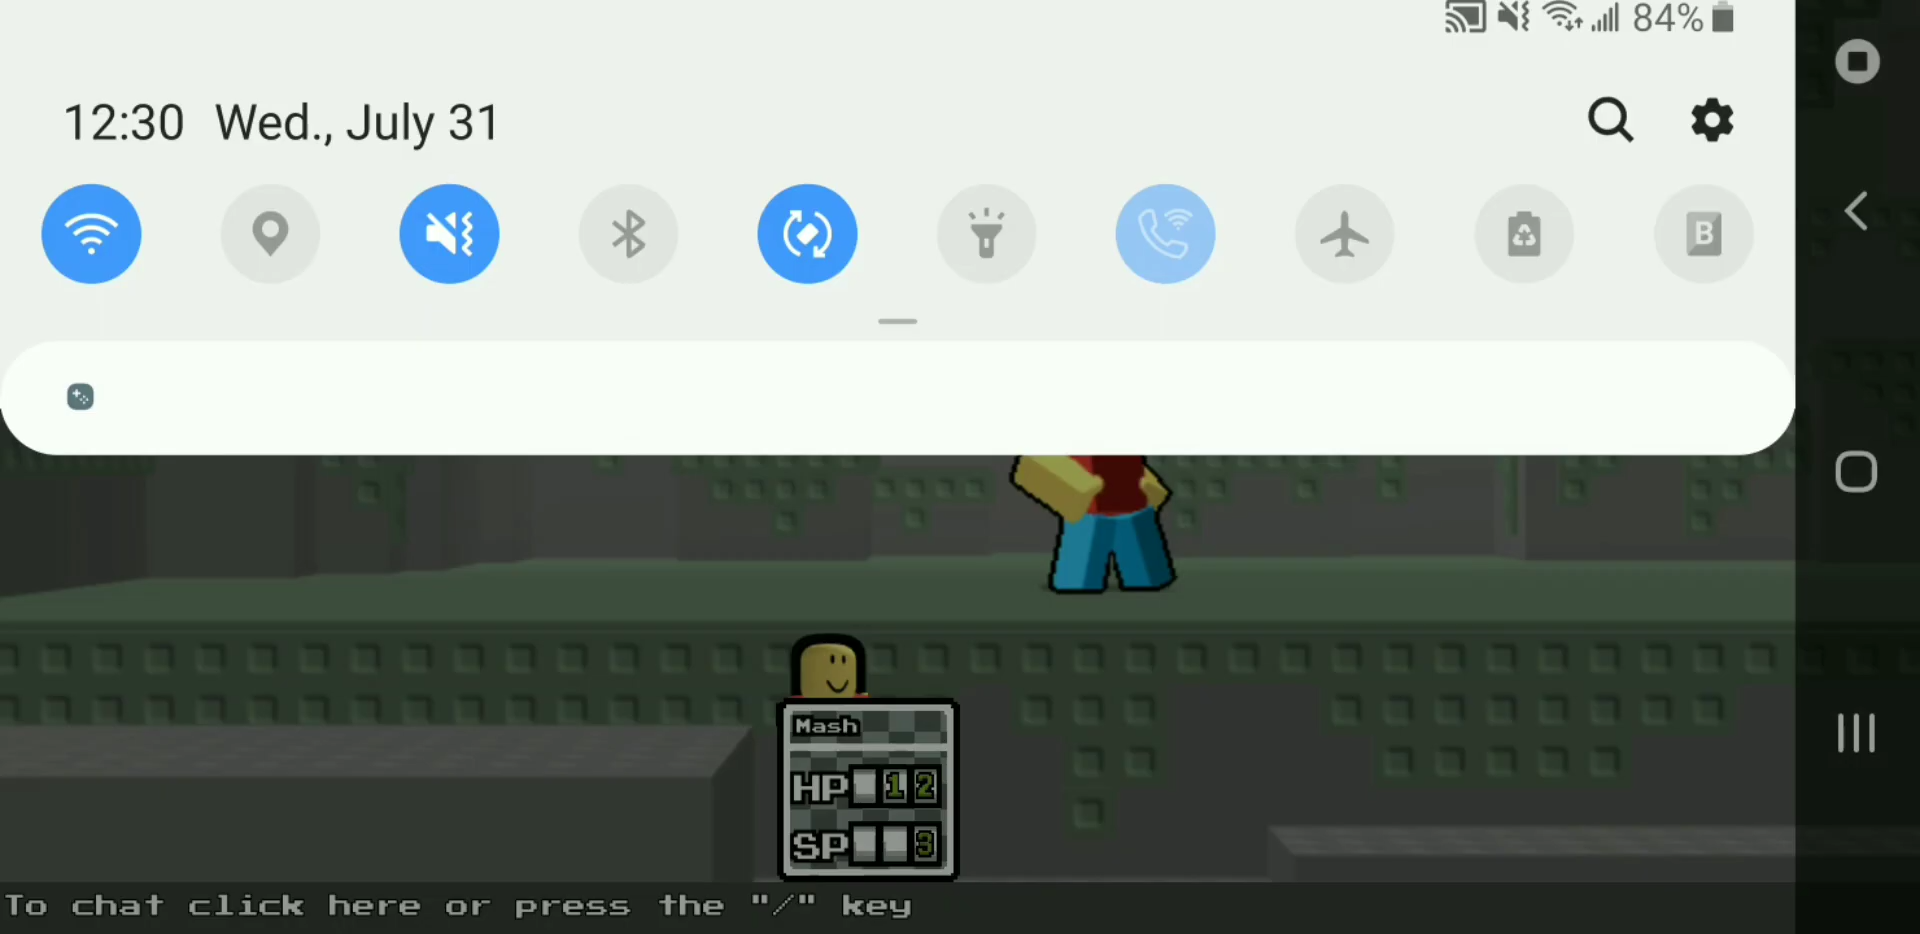 84%
12:30 Wed., July 31
B
Mash
HP 12
SP 3
To chat click here or press the "/" key